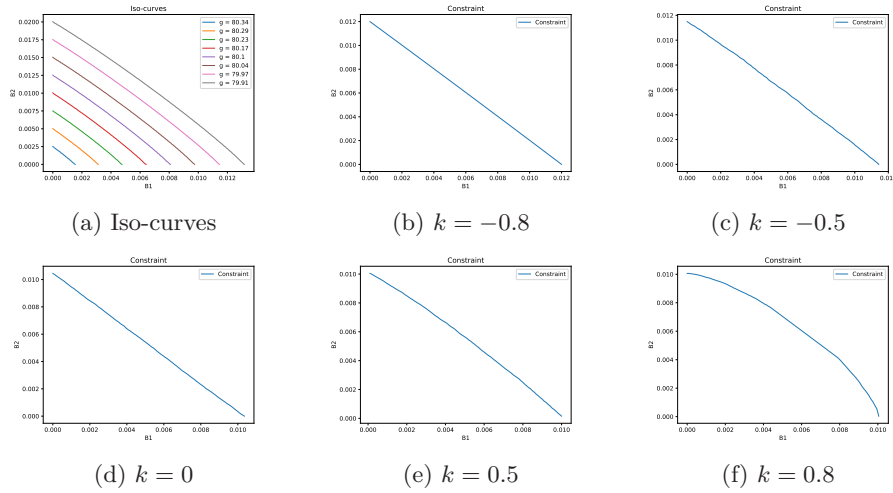 Iso-curves
B2
0.0200
0.0175
0.0150
0.0125
0.0100
0.0075
0.0050
0.0025
0.0000
g = 80.34
g = 80.29
g = 80.23
g = 80.17
g = 80.1
g = 80.04
g = 79.97
g = 79.91
0.000 0.002 0.004 0.006 0.008 0.010 0.012
B1
(a) Iso-curves
Constraint
B2
0.012
0.010
0.008
0.006
0.004
0.002
0.000
Constraint
0.000 0.002 0.004 0.006 0.008 0.010 0.012
B1
(b) k = −0.8
Constraint
B2
0.012
0.010
0.008
0.006
0.004
0.002
0.000
Constraint
0.000 0.002 0.004 0.006 0.008 0.010 0.012
B1
(c) k = −0.5
Constraint
B2
0.010
0.008
0.006
0.004
0.002
0.000
Constraint
0.000 0.002 0.004 0.006 0.008 0.010
B1
(d) k = 0
Constraint
B2
0.010
0.008
0.006
0.004
0.002
0.000
Constraint
0.000 0.002 0.004 0.006 0.008 0.010
B1
(e) k = 0.5
Constraint
B2
0.010
0.008
0.006
0.004
0.002
0.000
Constraint
0.000 0.002 0.004 0.006 0.008 0.010
B1
(f) k = 0.8